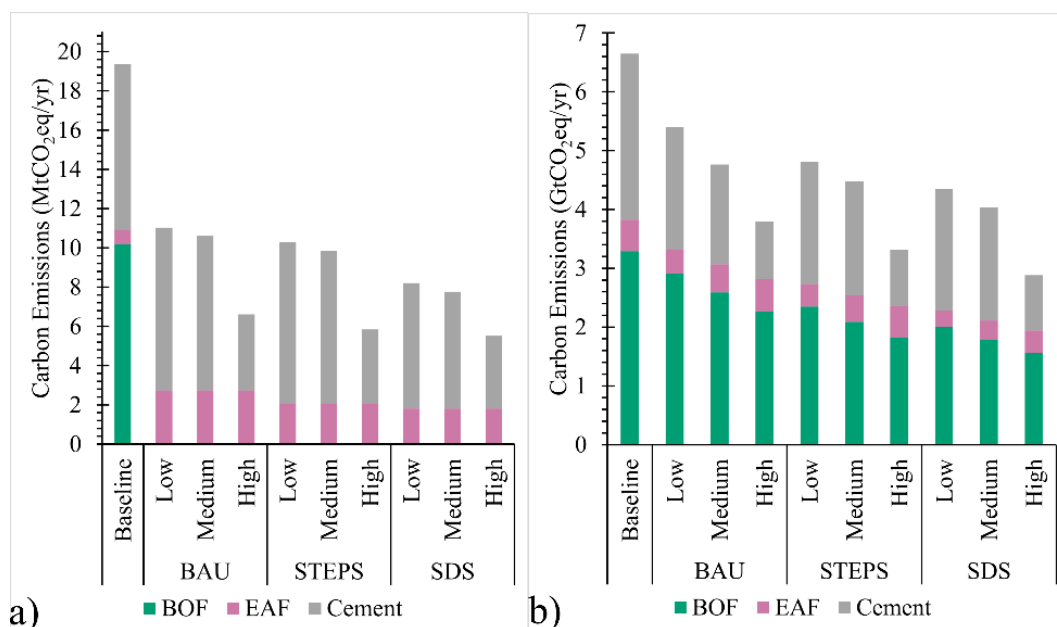 Carbon Emissions (MtCO₂eq/yr)
20
18
16
14
12
10
8
6
4
2
0
Baseline
Low
Medium
High
Low
Medium
High
Low
Medium
High
BAU STEPS SDS
a) BOF EAF Cement
Carbon Emissions (GtCO₂eq/yr)
7
6
5
4
3
2
1
0
Baseline
Low
Medium
High
Low
Medium
High
Low
Medium
High
BAU STEPS SDS
b) BOF EAF Cement